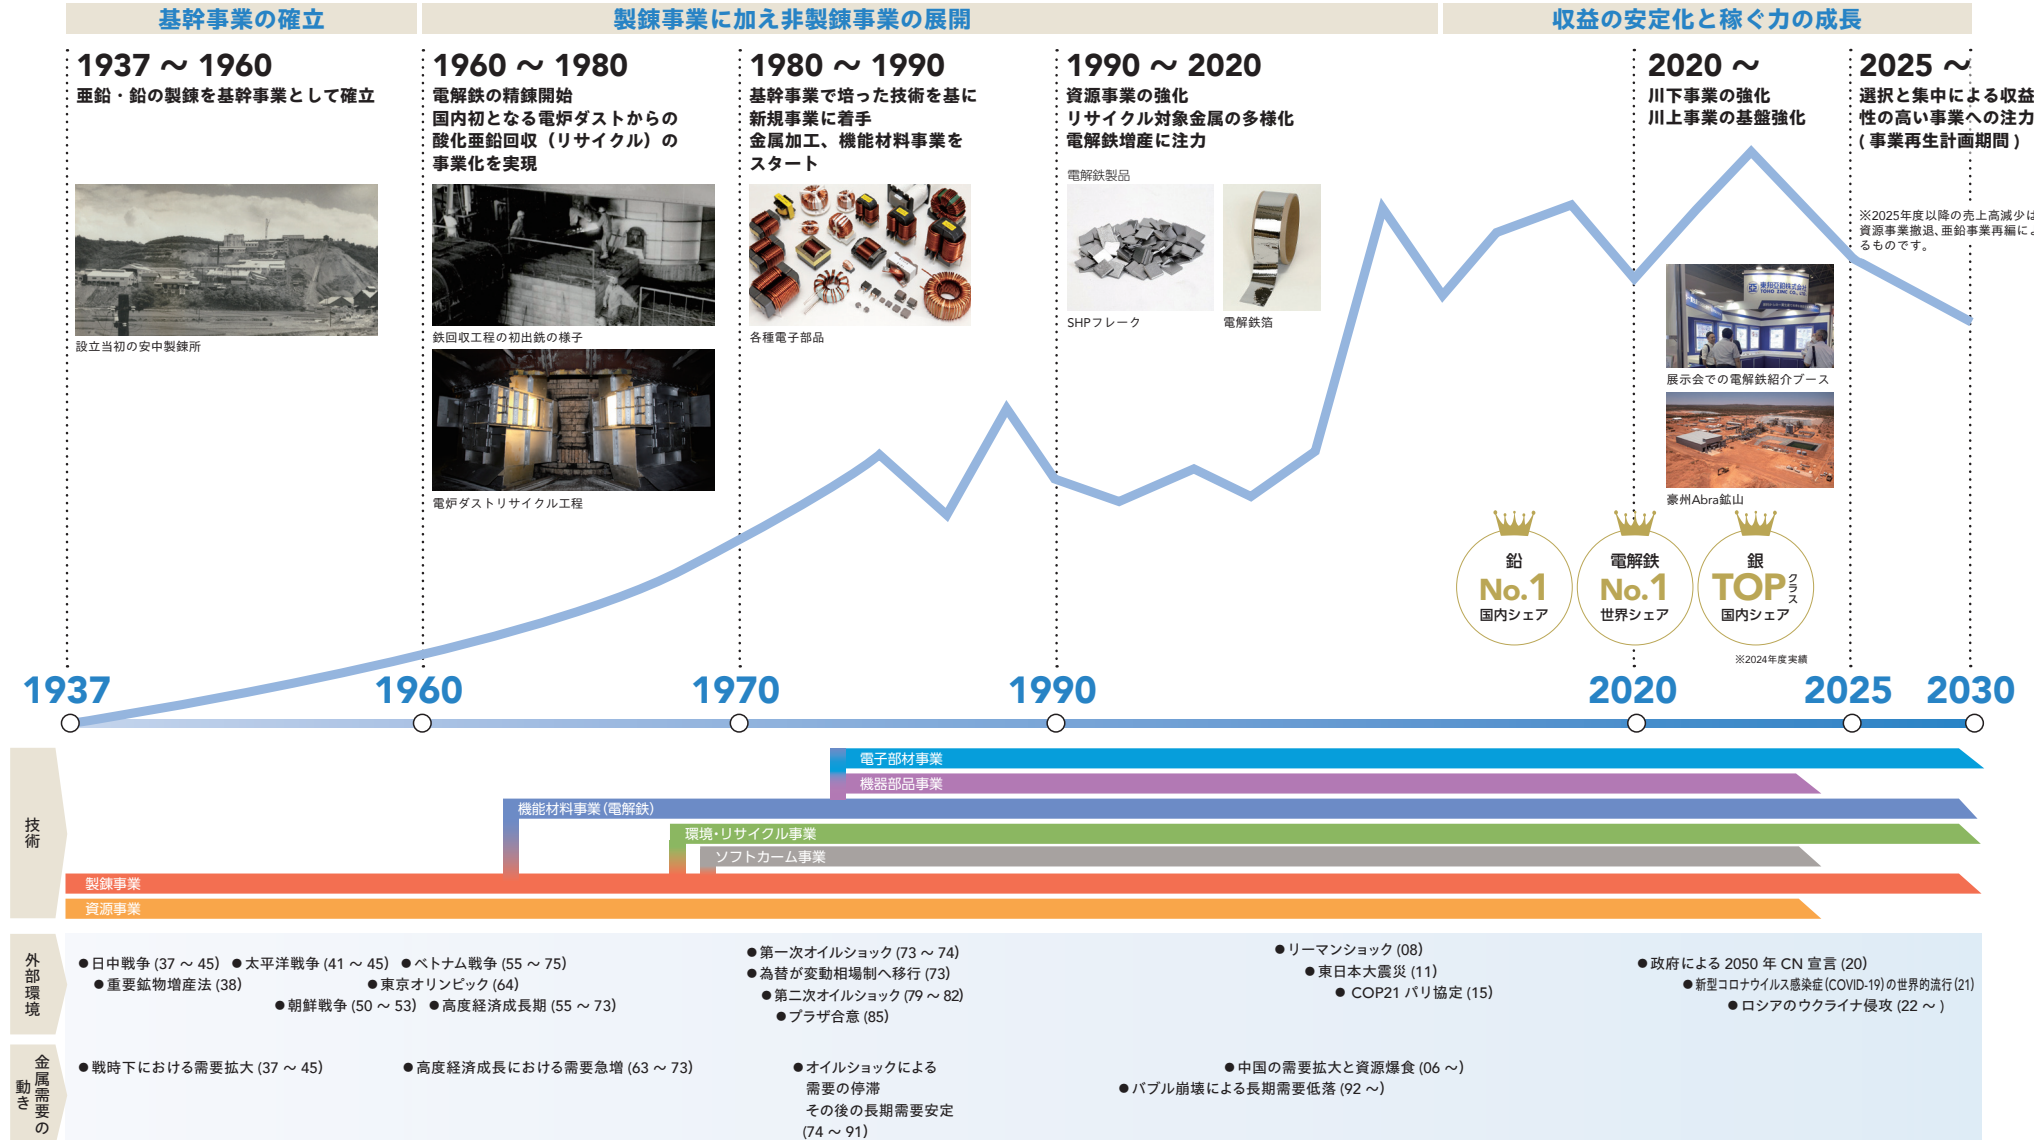 基幹事業の確立
製錬事業に加え非製錬事業の展開
収益の安定化と稼ぐ力の成長
1937 ～ 1960
亜鉛・鉛の製錬を基幹事業として確立
設立当初の安中製錬所
1960 ～ 1980
電解鉄の精錬開始
国内初となる電炉ダストからの
酸化亜鉛回収（リサイクル）の
事業化を実現
鉄回収工程の初出銑の様子
電炉ダストリサイクル工程
1980 ～ 1990
基幹事業で培った技術を基に
新規事業に着手
金属加工、機能材料事業を
スタート
各種電子部品
1990 ～ 2020
資源事業の強化
リサイクル対象金属の多様化
電解鉄増産に注力
電解鉄製品
SHPフレーク
電解鉄箔
2020 ～
川下事業の強化
川上事業の基盤強化
東邦亜鉛株式会社
TOHO ZINC CO., LTD.
展示会での電解鉄紹介ブース
豪州Abra鉱山
2025 ～
選択と集中による収益
性の高い事業への注力
( 事業再生計画期間 )
※2025年度以降の売上高減少は
資源事業撤退、亜鉛事業再編によ
るものです。
鉛
No.1
国内シェア
電解鉄
No.1
世界シェア
銀
TOPクラス
国内シェア
※2024年度実績
1937
1960
1970
1990
2020
2025
2030
技術
電子部材事業
機器部品事業
機能材料事業（電解鉄）
環境・リサイクル事業
ソフトカーム事業
製錬事業
資源事業
外部環境
●日中戦争 (37 ～ 45)
●太平洋戦争 (41 ～ 45)
●ベトナム戦争 (55 ～ 75)
●重要鉱物増産法 (38)
●東京オリンピック (64)
●朝鮮戦争 (50 ～ 53)
●高度経済成長期 (55 ～ 73)
●第一次オイルショック (73 ～ 74)
●為替が変動相場制へ移行 (73)
●第二次オイルショック (79 ～ 82)
●プラザ合意 (85)
●リーマンショック (08)
●東日本大震災 (11)
●COP21 パリ協定 (15)
●政府による 2050 年 CN 宣言 (20)
●新型コロナウイルス感染症（COVID-19）の世界的流行 (21)
●ロシアのウクライナ侵攻 (22 ～ )
金属需要の
動き
●戦時下における需要拡大 (37 ～ 45)
●高度経済成長における需要急増 (63 ～ 73)
●オイルショックによる
需要の停滞
その後の長期需要安定
(74 ～ 91)
●中国の需要拡大と資源爆食 (06 ～)
●バブル崩壊による長期需要低落 (92 ～)